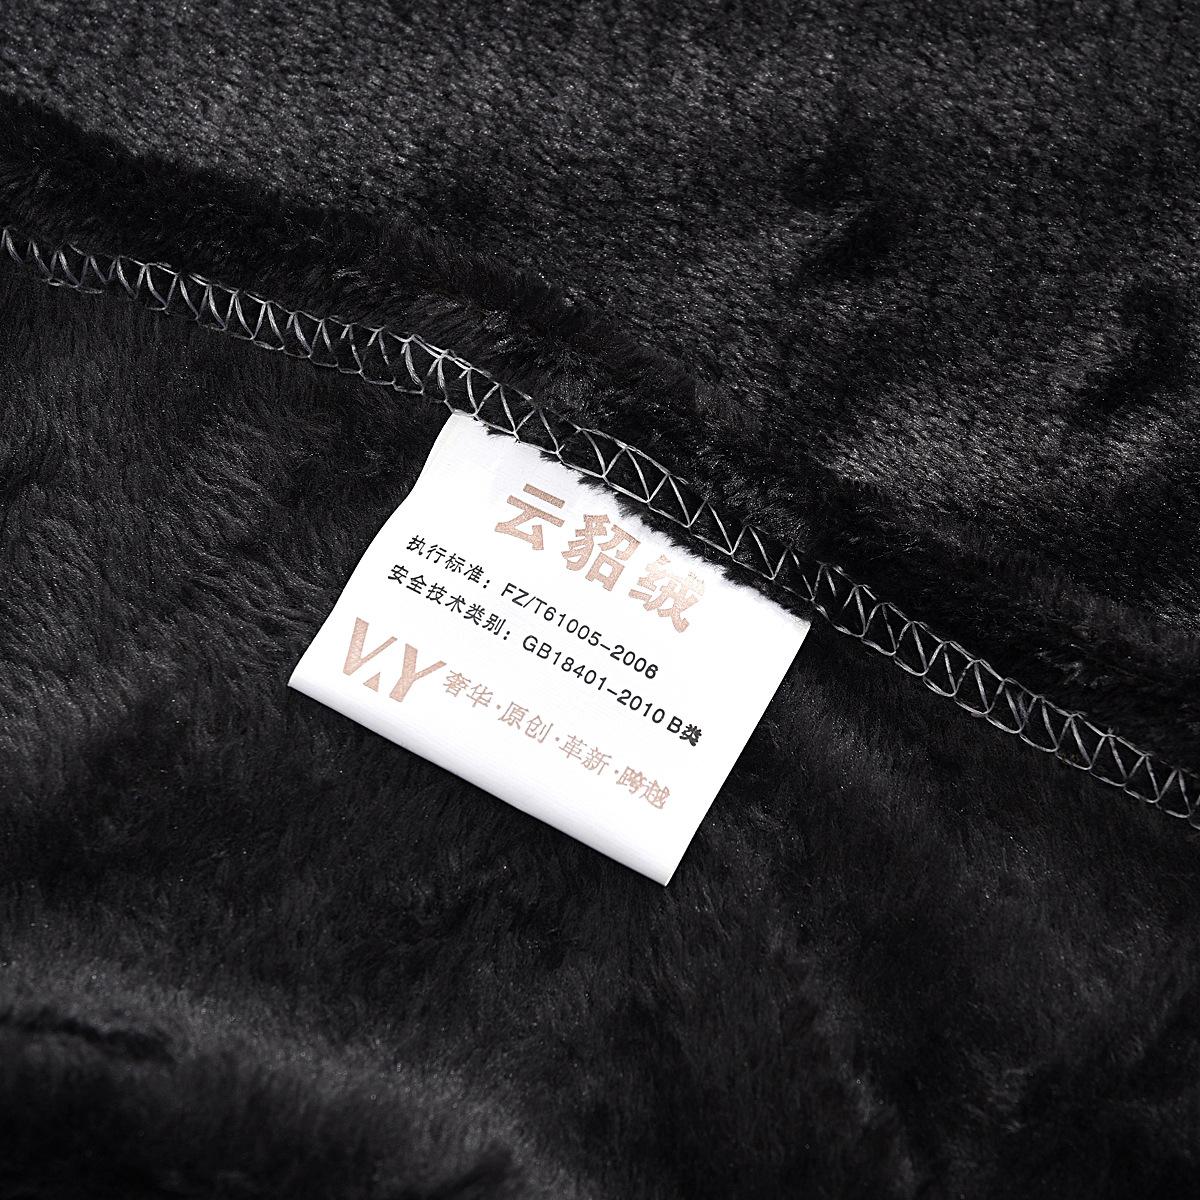 云貂绒
执行标准：FZ/T61005-2006
安全技术类别：GB18401-2010 B类
VVY 奢华·原创·革新·跨越